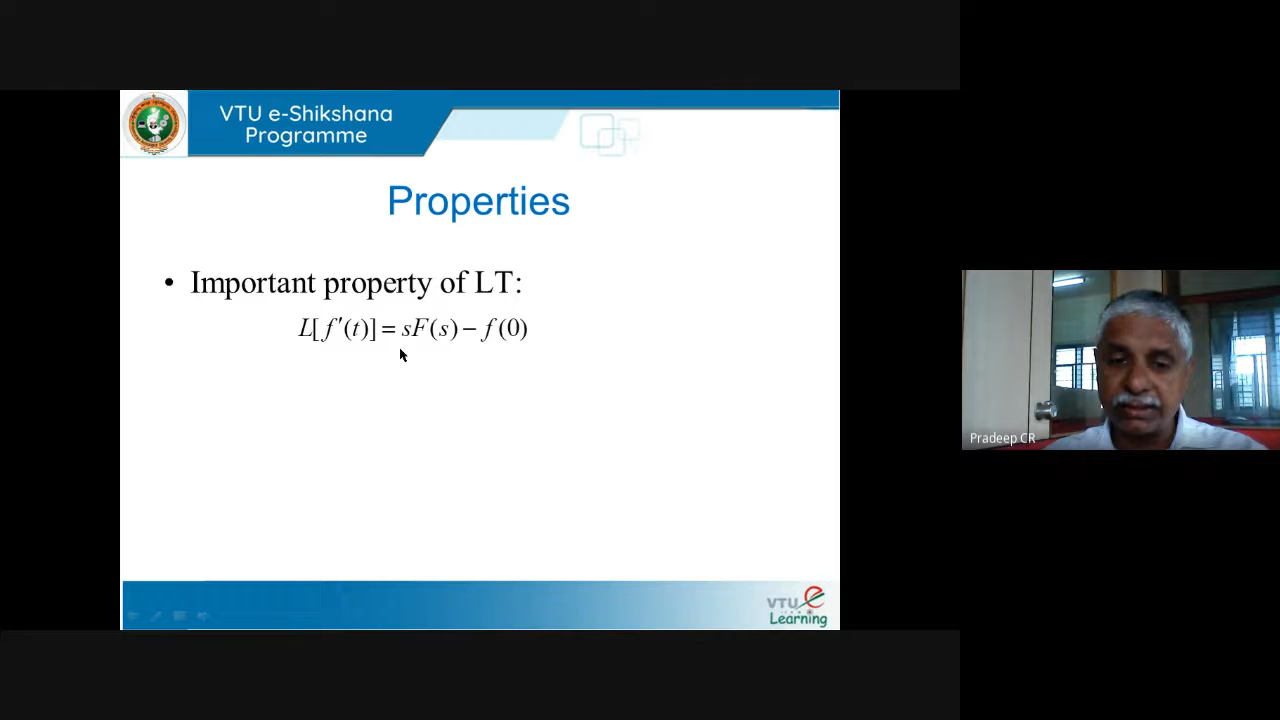 VTU e-Shikshana
Programme
Properties
• Important property of LT:
L[f′(t)] = sF(s) − f(0)
Pradeep CR
VTU e
Learning